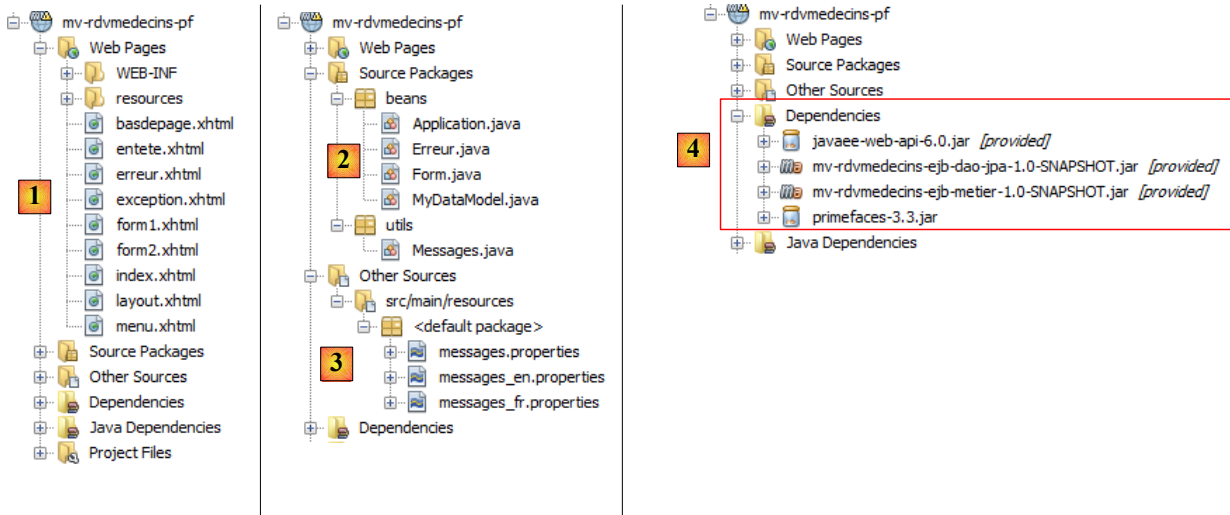 mv-rdvmedecins-pf
Web Pages
WEB-INF
resources
basdepage.xhtml
entete.xhtml
erreur.xhtml
1
exception.xhtml
form1.xhtml
form2.xhtml
index.xhtml
layout.xhtml
menu.xhtml
Source Packages
Other Sources
Dependencies
Java Dependencies
Project Files
mv-rdvmedecins-pf
Web Pages
Source Packages
beans
Application.java
Erreur.java
2
Form.java
MyDataModel.java
utils
Messages.java
Other Sources
src/main/resources
<default package>
3
messages.properties
messages_en.properties
messages_fr.properties
Dependencies
mv-rdvmedecins-pf
Web Pages
Source Packages
Other Sources
Dependencies
4
javaee-web-api-6.0.jar [provided]
mv-rdvmedecins-ejb-dao-jpa-1.0-SNAPSHOT.jar [provided]
mv-rdvmedecins-ejb-metier-1.0-SNAPSHOT.jar [provided]
primefaces-3.3.jar
Java Dependencies